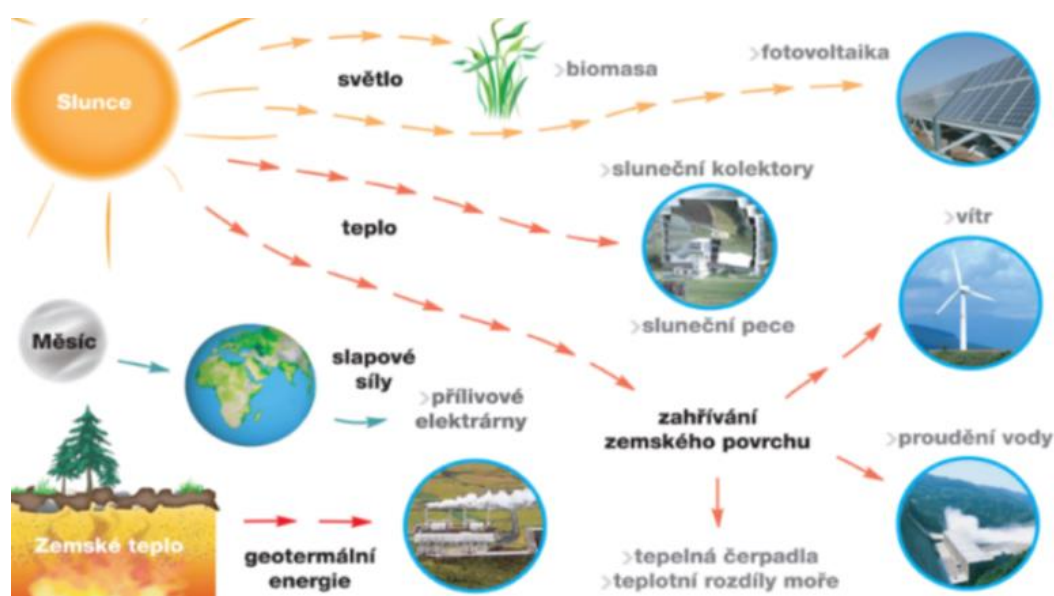 Slunce
světlo
>biomasa
>fotovoltaika
>sluneční kolektory
teplo
>sluneční pece
>vítr
Měsíc
slapové
síly
>přílivové
elektrárny
zahřívání
zemského povrchu
>proudění vody
Zemské teplo
geotermální
energie
>tepelná čerpadla
>teplotní rozdíly moře